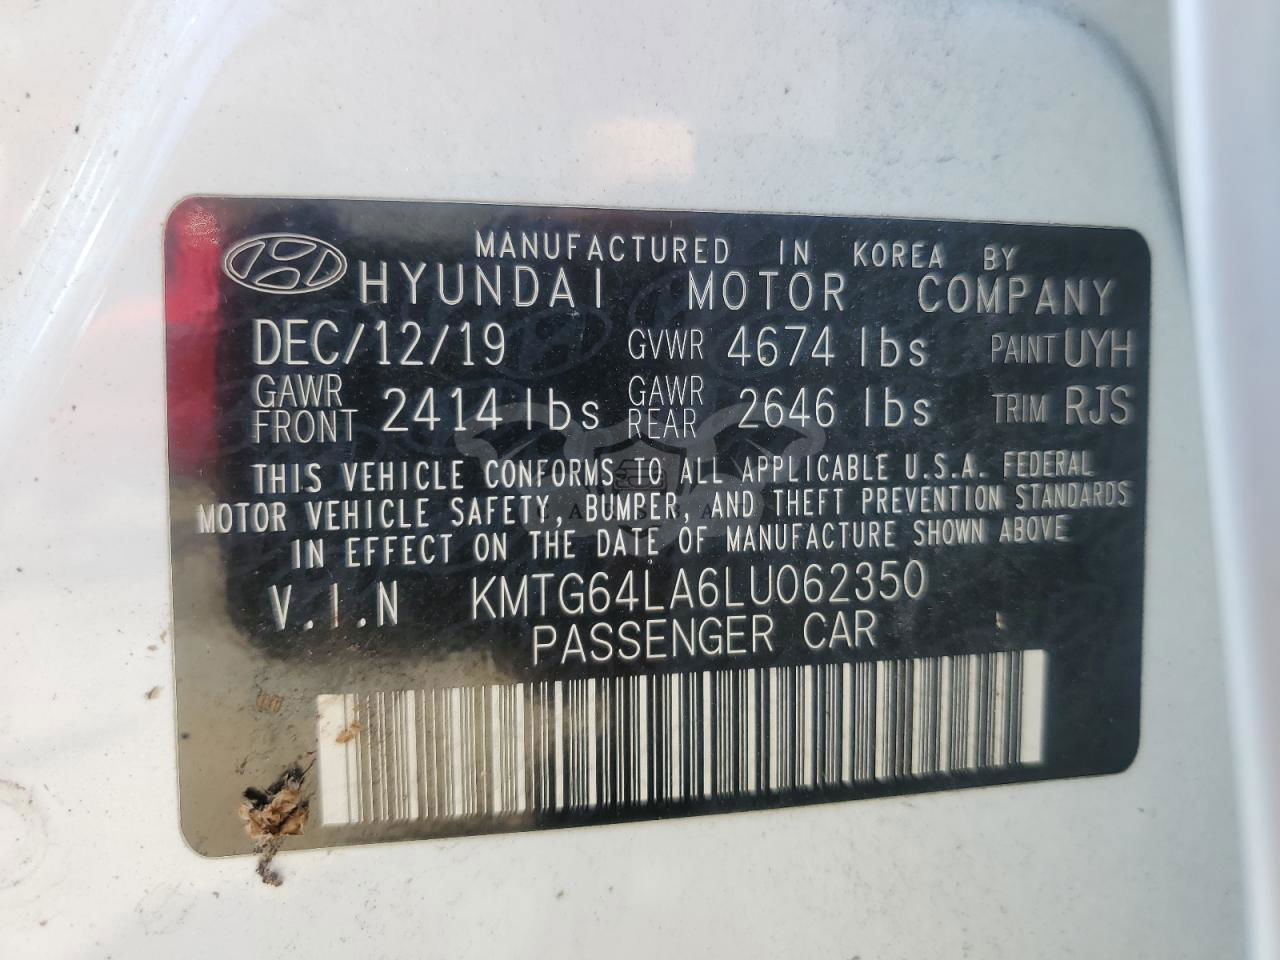 MANUFACTURED IN KOREA BY
HYUNDAI MOTOR COMPANY
DEC/12/19 GVWR 4674 lbs PAINT UYH
GAWR FRONT 2414 lbs GAWR REAR 2646 lbs TRIM RJS
THIS VEHICLE CONFORMS TO ALL APPLICABLE U.S.A. FEDERAL
MOTOR VEHICLE SAFETY, BUMPER, AND THEFT PREVENTION STANDARDS
IN EFFECT ON THE DATE OF MANUFACTURE SHOWN ABOVE
V.I.N KMTG64LA6LU062350
PASSENGER CAR